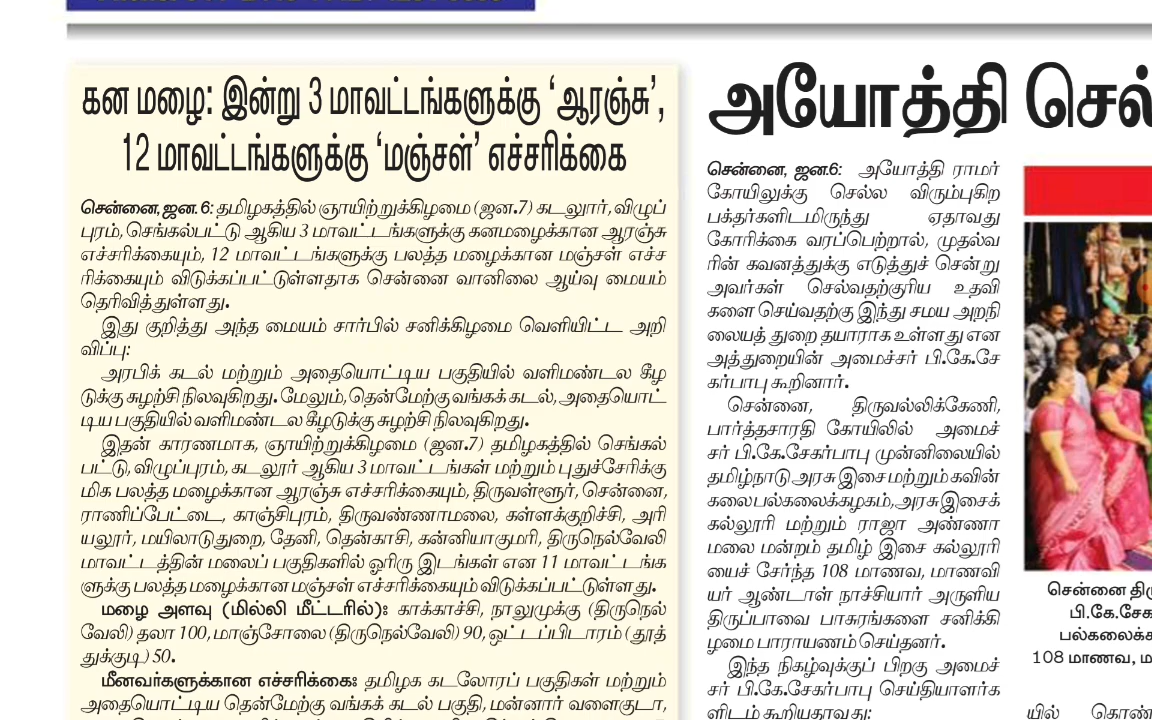 கன மழை: இன்று 3 மாவட்டங்களுக்கு ‘ஆரஞ்சு’,
12 மாவட்டங்களுக்கு ‘மஞ்சள்’ எச்சரிக்கை
சென்னை, ஜன. 6: தமிழகத்தில் ஞாயிற்றுக்கிழமை (ஜன.7) கடலூார், விழுப்
புரம், செங்கல்பட்டு ஆகிய 3 மாவட்டங்களுக்கு கனமழைக்கான ஆரஞ்சு
எச்சரிக்கையும், 12 மாவட்டங்களுக்கு பலத்த மழைக்கான மஞ்சள் எச்ச
ரிக்கையும் விடுக்கப்பட்டுள்ளதாக சென்னை வானிலை ஆய்வு மையம்
தெரிவித்துள்ளது.
இது குறித்து அந்த மையம் சார்பில் சனிக்கிழமை வெளியிட்ட அறி
விப்பு:
அரபிக் கடல் மற்றும் அதையொட்டிய பகுதியில் வளிமண்டல கீழ
டுக்கு சுழற்சி நிலவுகிறது. மேலும், தென்மேற்கு வங்கக் கடல், அதையொட்
டிய பகுதியில் வளிமண்டல கீழடுக்கு சுழற்சி நிலவுகிறது.
இதன் காரணமாக, ஞாயிற்றுக்கிழமை (ஜன.7) தமிழகத்தில் செங்கல்
பட்டு, விழுப்புரம், கடலூர் ஆகிய 3 மாவட்டங்கள் மற்றும் புதுச்சேரிக்கு
மிக பலத்த மழைக்கான ஆரஞ்சு எச்சரிக்கையும், திருவள்ளூர், சென்னை,
ராணிப்பேட்டை, காஞ்சிபுரம், திருவண்ணாமலை, கள்ளக்குறிச்சி, அரி
யலூர், மயிலாடுதுறை, தேனி, தென்காசி, கன்னியாகுமரி, திருநெல்வேலி
மாவட்டத்தின் மலைப் பகுதிகளில் ஓரிரு இடங்கள் என 11 மாவட்டங்க
ளுக்கு பலத்த மழைக்கான மஞ்சள் எச்சரிக்கையும் விடுக்கப்பட்டுள்ளது.
மழை அளவு (மில்லி மீட்டரில்): காக்காச்சி, நாலுமுக்கு (திருநெல்
வேலி) தலா 100, மாஞ்சோலை (திருநெல்வேலி) 90, ஒட்டப்பிடாரம் (தூத்
துக்குடி) 50.
மீனவர்களுக்கான எச்சரிக்கை: தமிழக கடலோரப் பகுதிகள் மற்றும்
அதையொட்டிய தென்மேற்கு வங்கக் கடல் பகுதி, மன்னார் வளைகுடா,
அயோத்தி செல்
சென்னை, ஜன.6: அயோத்தி ராமர்
கோயிலுக்கு செல்ல விரும்புகிற
பக்தர்களிடமிருந்து ஏதாவது
கோரிக்கை வரப்பெற்றால், முதல்வ
ரின் கவனத்துக்கு எடுத்துச் சென்று
அவர்கள் செல்வதற்குரிய உதவி
களை செய்வதற்கு இந்து சமய அறநி
லையத் துறை தயாராக உள்ளது என
அத்துறையின் அமைச்சர் பி.கே.சே
கர்பாபு கூறினார்.
சென்னை, திருவல்லிக்கேணி,
பார்த்தசாரதி கோயிலில் அமைச்
சர் பி.கே.சேகர்பாபு முன்னிலையில்
தமிழ்நாடு அரசு இசை மற்றும் கவின்
கலை பல்கலைக்கழகம், அரசு இசைக்
கல்லூரி மற்றும் ராஜா அண்ணா
மலை மன்றம் தமிழ் இசை கல்லூரி
யைச் சேர்ந்த 108 மாணவ, மாணவி
யர் ஆண்டாள் நாச்சியார் அருளிய
திருப்பாவை பாசுரங்களை சனிக்கி
ழமை பாராயணம் செய்தனர்.
இந்த நிகழ்வுக்குப் பிறகு அமைச்
சர் பி.கே.சேகர்பாபு செய்தியாளர்க
ளிடம் கூறியதாவது:
சென்னை திரு
பி.கே.சேக
பல்கலைக்க
108 மாணவ, ம
யில் கொண்